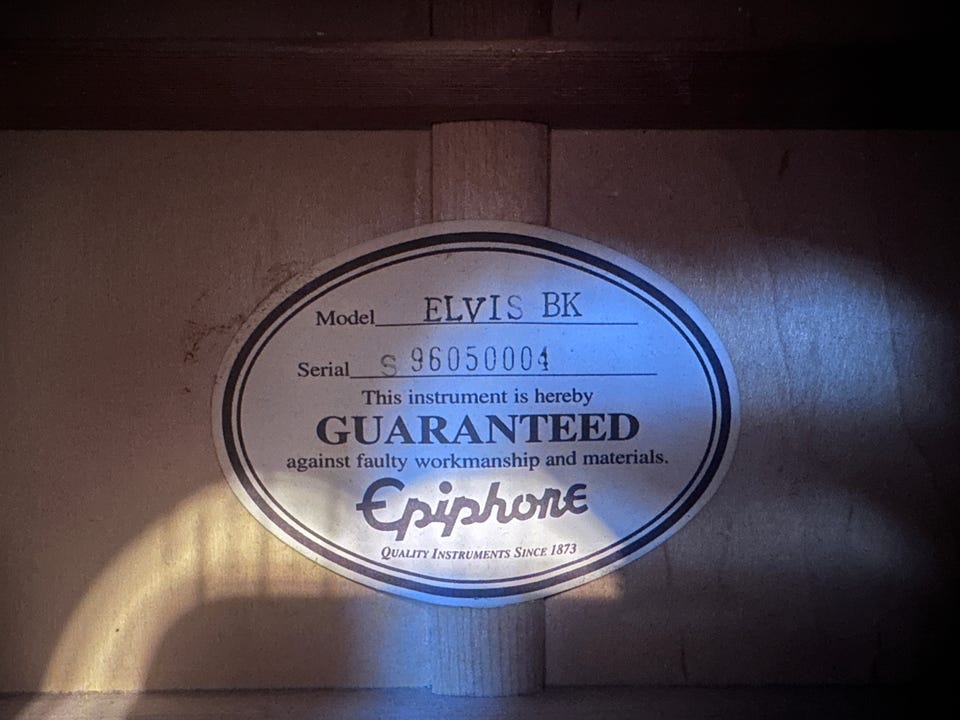 Model ELVIS BK
Serial S 96050004
This instrument is hereby
GUARANTEED
against faulty workmanship and materials.
Epiphone
QUALITY INSTRUMENTS SINCE 1873